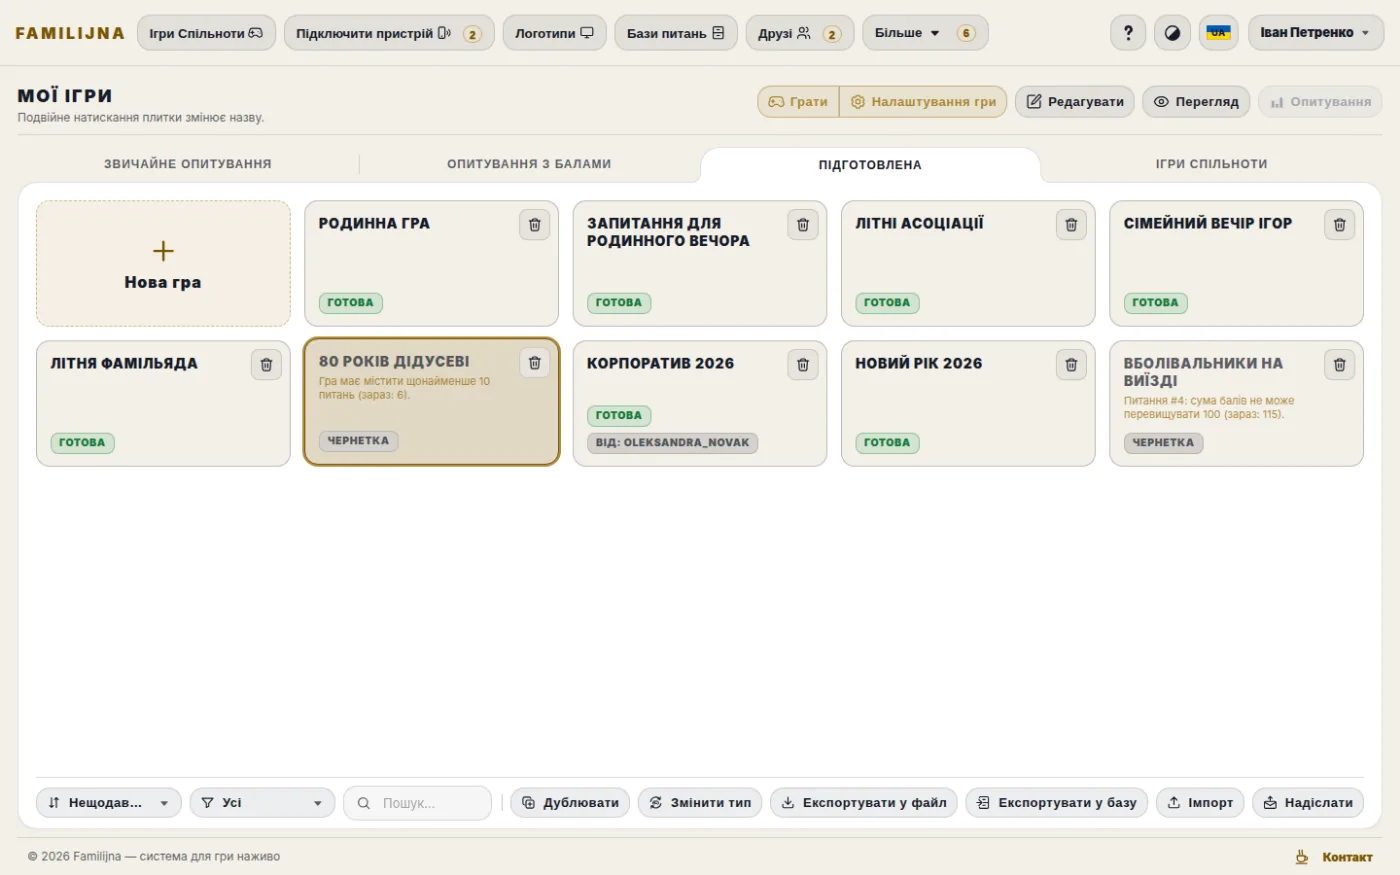 FAMILIJNA
Ігри Спільноти
Підключити пристрій 2
Логотипи
Бази питань
Друзі 2
Більше 6
?
UA
Іван Петренко
МОЇ ІГРИ
Подвійне натискання плитки змінює назву.
Грати
Налаштування гри
Редагувати
Перегляд
Опитування
ЗВИЧАЙНЕ ОПИТУВАННЯ
ОПИТУВАННЯ З БАЛАМИ
ПІДГОТОВЛЕНА
ІГРИ СПІЛЬНОТИ
Нова гра
РОДИННА ГРА
ГОТОВА
ЗАПИТАННЯ ДЛЯ
РОДИННОГО ВЕЧОРА
ГОТОВА
ЛІТНІ АСОЦІАЦІЇ
ГОТОВА
СІМЕЙНИЙ ВЕЧІР ІГОР
ГОТОВА
ЛІТНЯ ФАМІЛЬЯДА
ГОТОВА
80 РОКІВ ДІДУСЕВІ
Гра має містити щонайменше 10
питань (зараз: 6).
ЧЕРНЕТКА
КОРПОРАТИВ 2026
ГОТОВА
ВІД: OLEKSANDRA_NOVAK
НОВИЙ РІК 2026
ГОТОВА
ВБОЛІВАЛЬНИКИ НА
ВИЇЗДІ
Питання #4: сума балів не може
перевищувати 100 (зараз: 115).
ЧЕРНЕТКА
Нещодав...
Усі
Пошук...
Дублювати
Змінити тип
Експортувати у файл
Експортувати у базу
Імпорт
Надіслати
© 2026 Familijna — система для гри наживо
Контакт